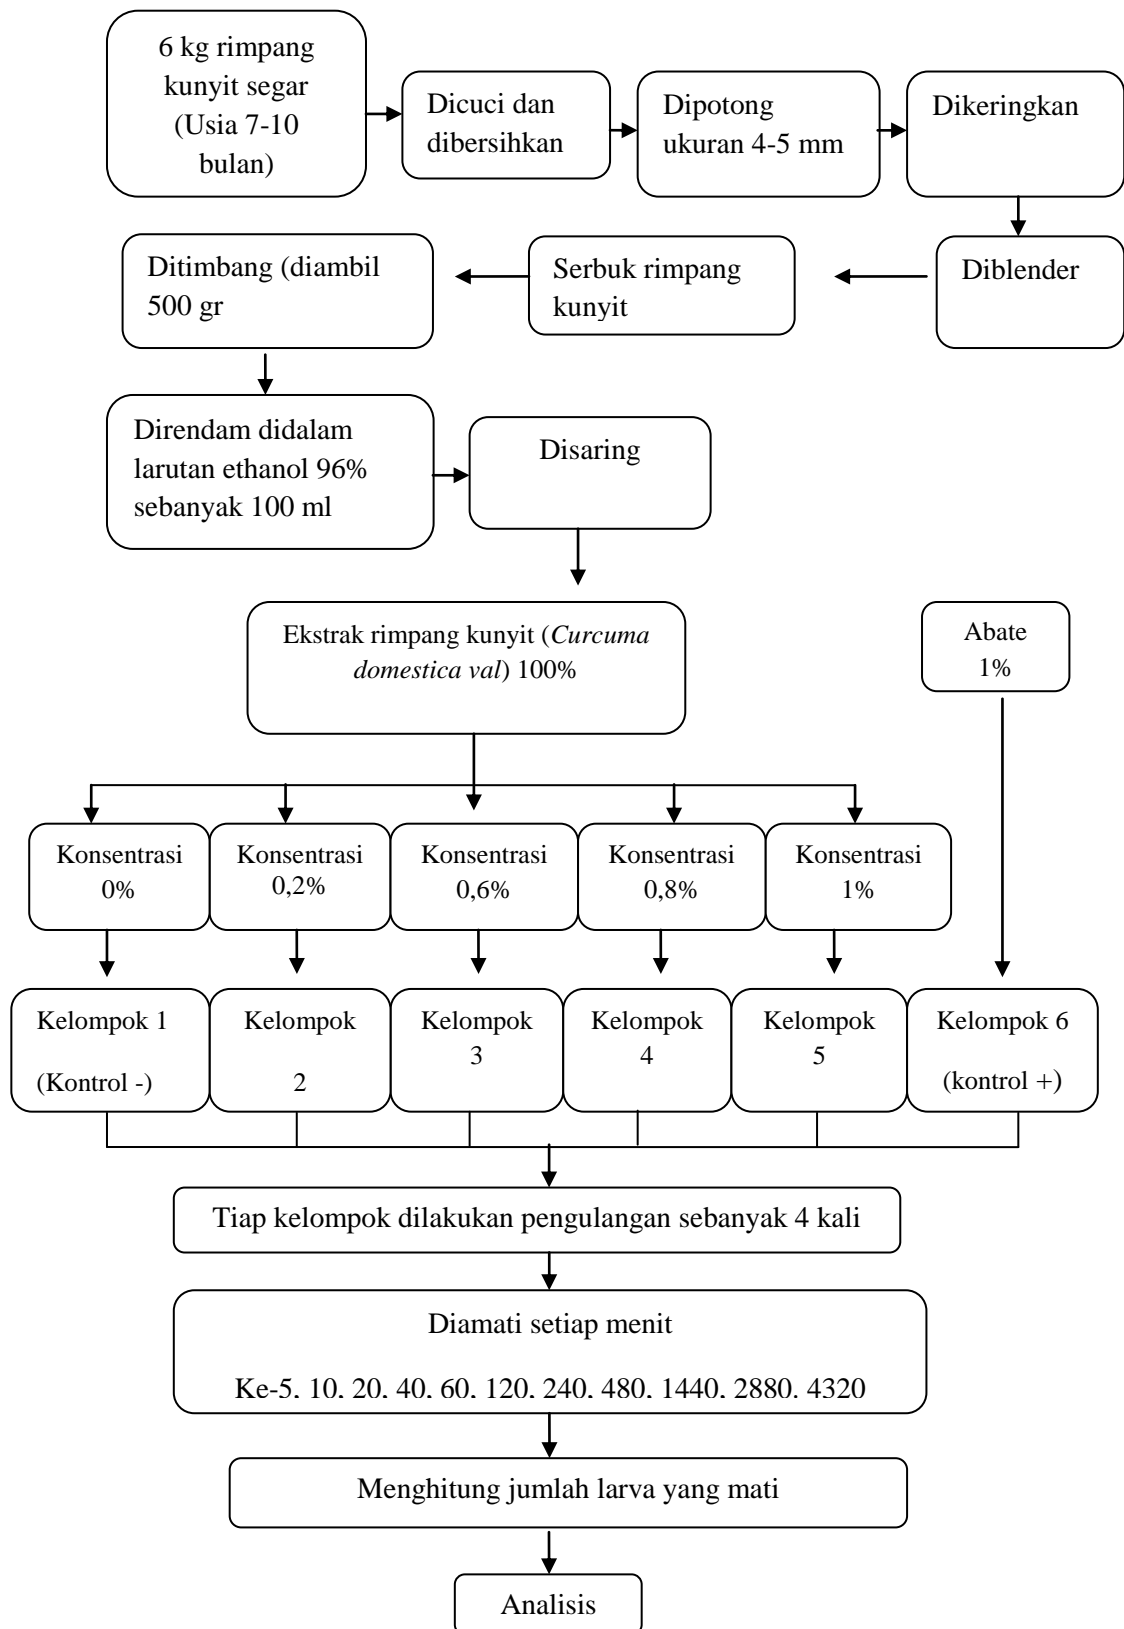 6 kg rimpang
kunyit segar
(Usia 7-10
bulan)
Dicuci dan
dibersihkan
Dipotong
ukuran 4-5 mm
Dikeringkan
Ditimbang (diambil
500 gr
Serbuk rimpang
kunyit
Diblender
Direndam didalam
larutan ethanol 96%
sebanyak 100 ml
Disaring
Ekstrak rimpang kunyit (Curcuma
domestica val) 100%
Abate
1%
Konsentrasi
0%
Konsentrasi
0,2%
Konsentrasi
0,6%
Konsentrasi
0,8%
Konsentrasi
1%
Kelompok 1
(Kontrol -)
Kelompok
2
Kelompok
3
Kelompok
4
Kelompok
5
Kelompok 6
(kontrol +)
Tiap kelompok dilakukan pengulangan sebanyak 4 kali
Diamati setiap menit
Ke-5, 10, 20, 40, 60, 120, 240, 480, 1440, 2880, 4320
Menghitung jumlah larva yang mati
Analisis